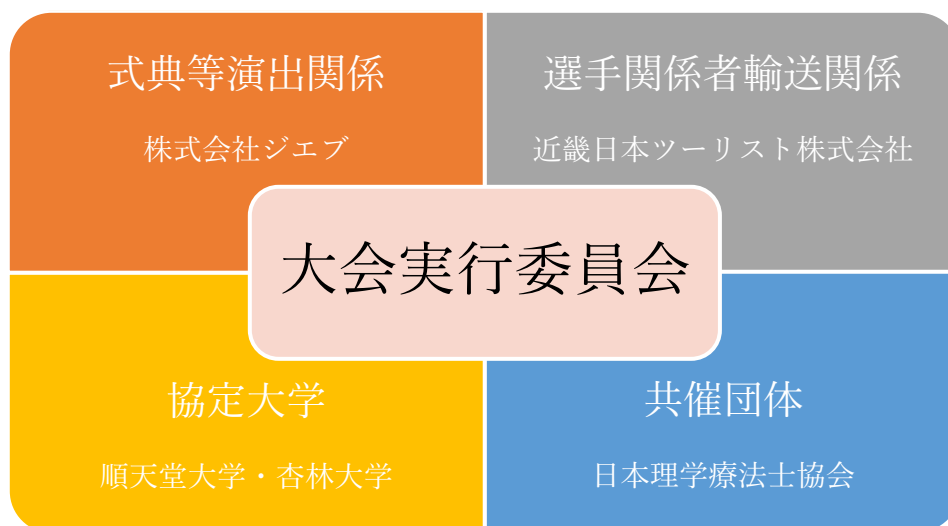 式典等演出関係
株式会社ジエブ
選手関係者輸送関係
近畿日本ツーリスト株式会社
大会実行委員会
協定大学
順天堂大学・杏林大学
共催団体
日本理学療法士協会